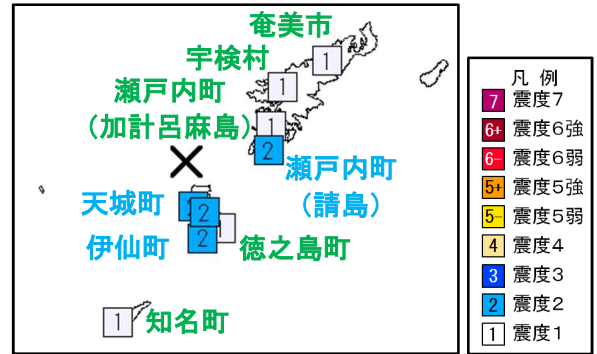 奄美市
宇検村
1
1
瀬戸内町
(加計呂麻島)
1
2
瀬戸内町
(請島)
天城町
2
2
伊仙町
2
1
徳之島町
1
知名町
凡 例
7 震度7
6+ 震度6強
6- 震度6弱
5+ 震度5強
5- 震度5弱
4 震度4
3 震度3
2 震度2
1 震度1